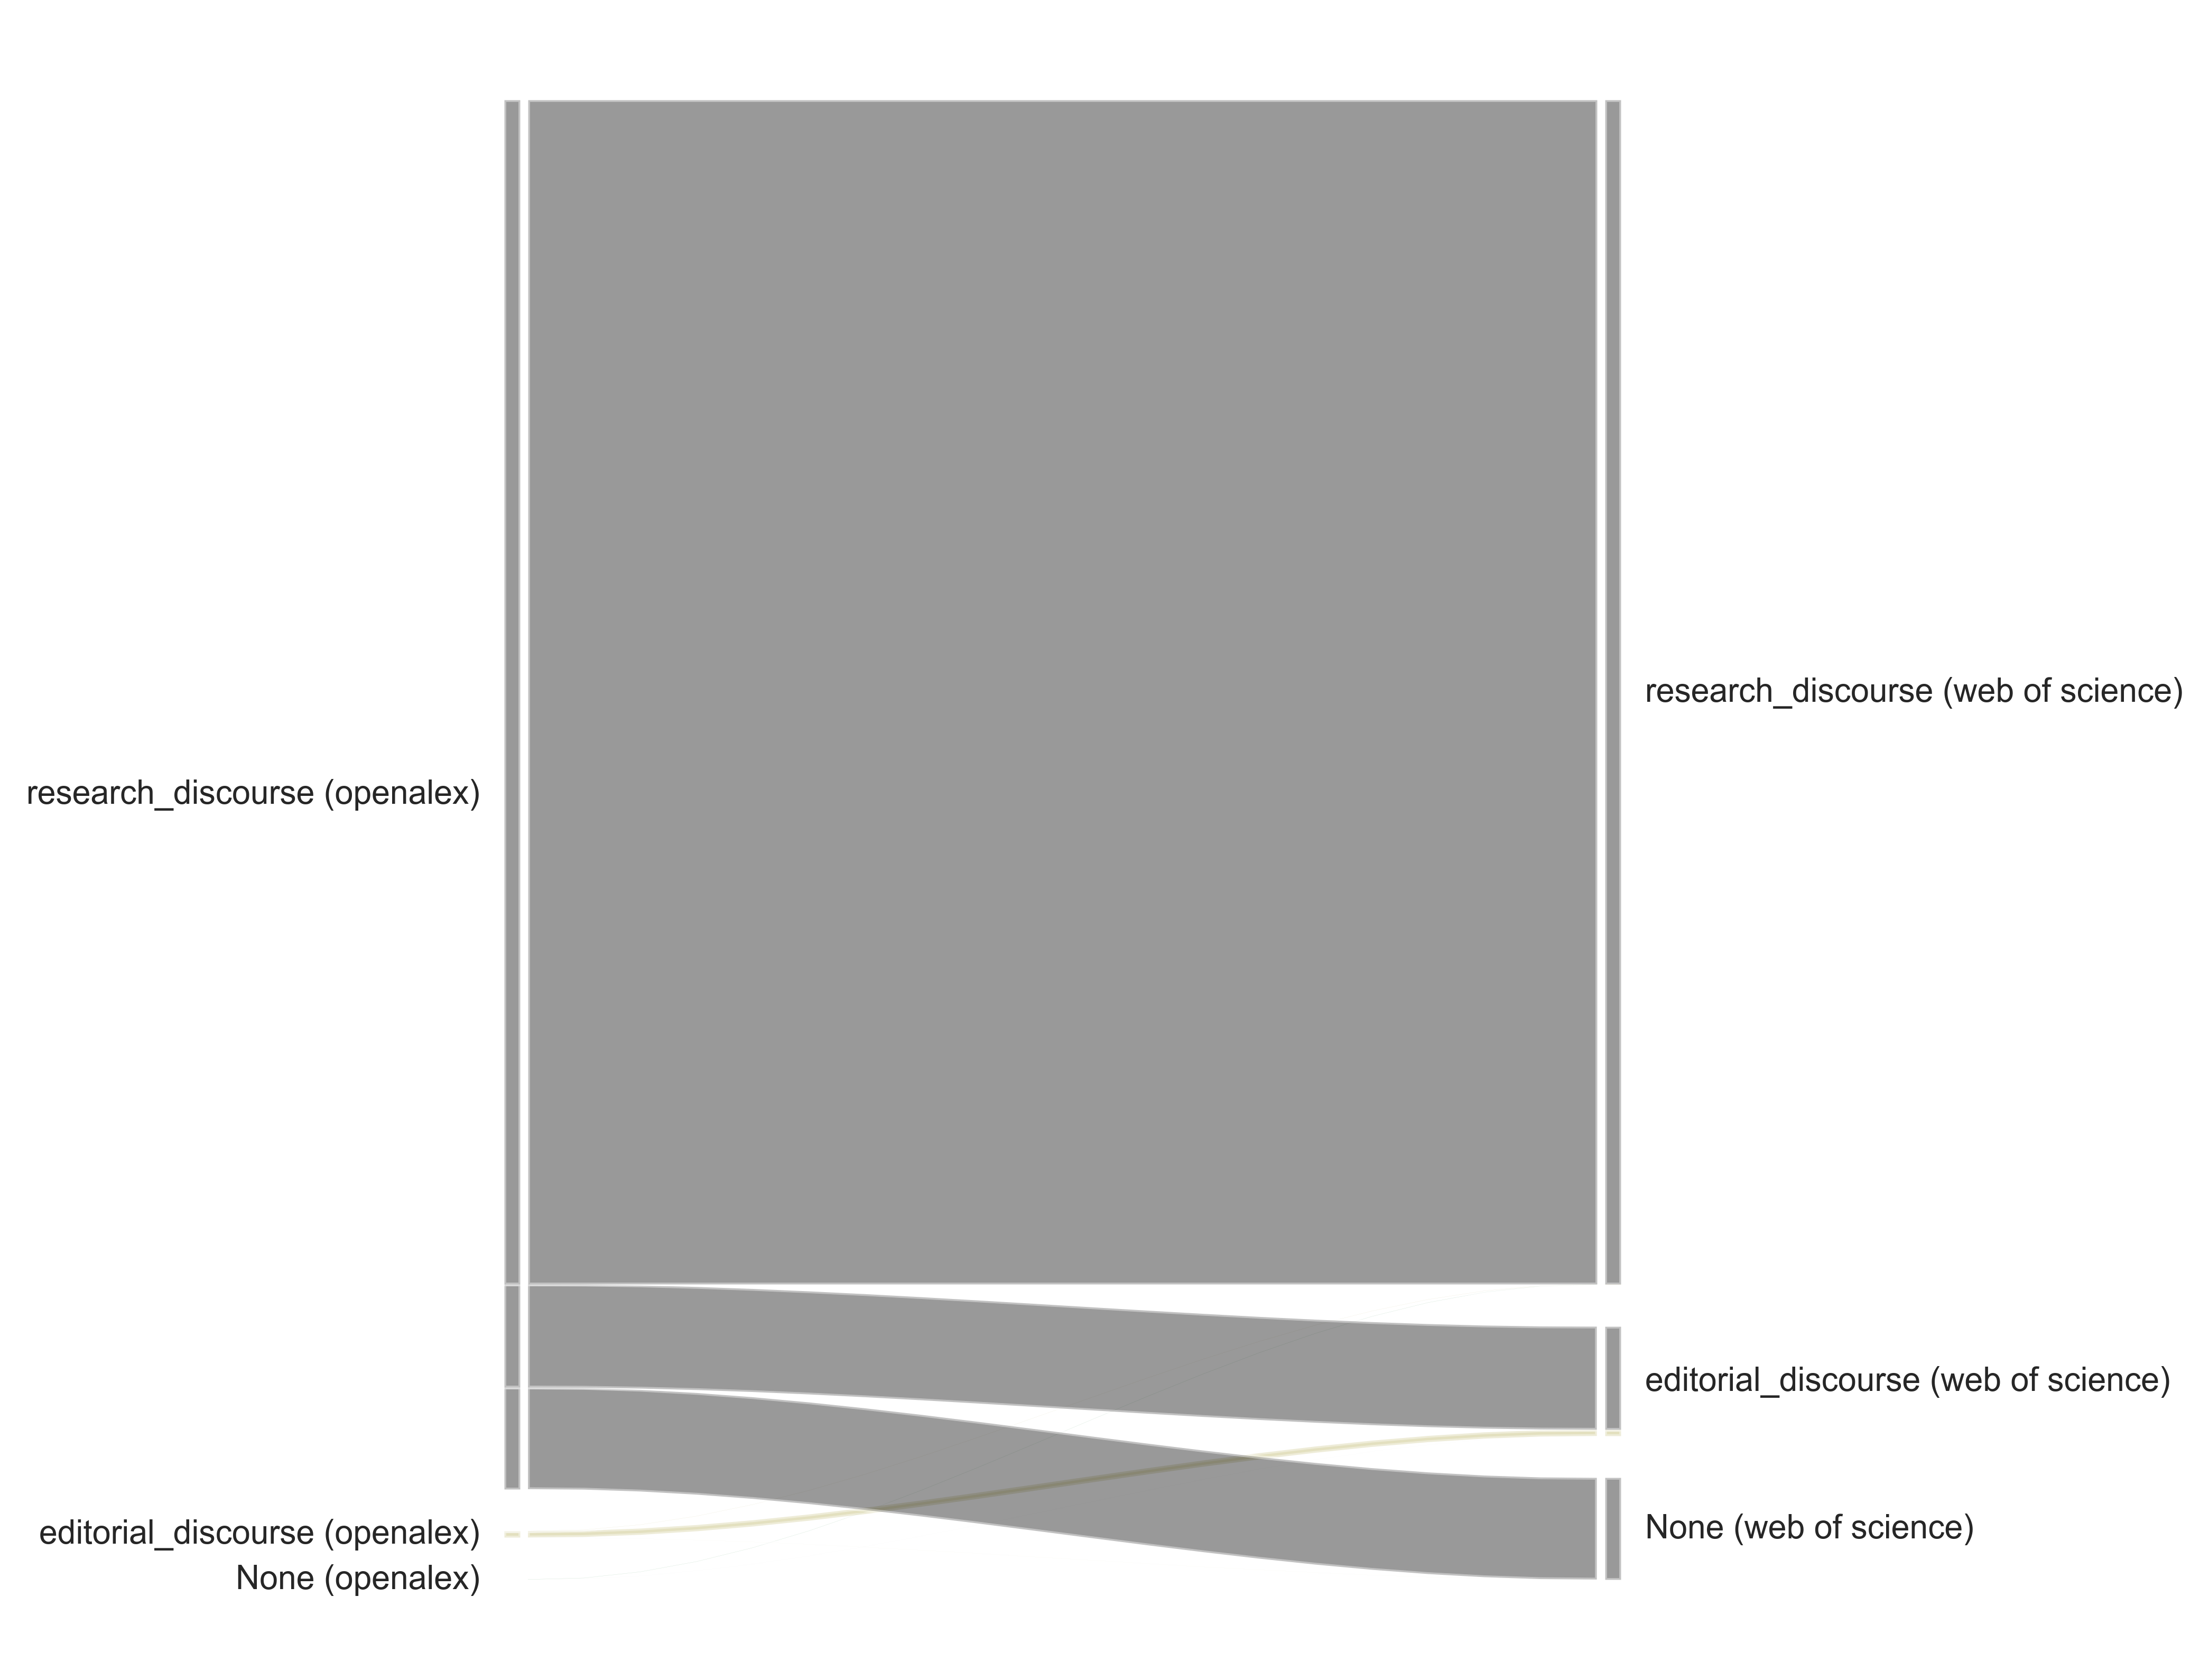 research_discourse (web of science)
research_discourse (openalex)
editorial_discourse (web of science)
None (web of science)
editorial_discourse (openalex)
None (openalex)